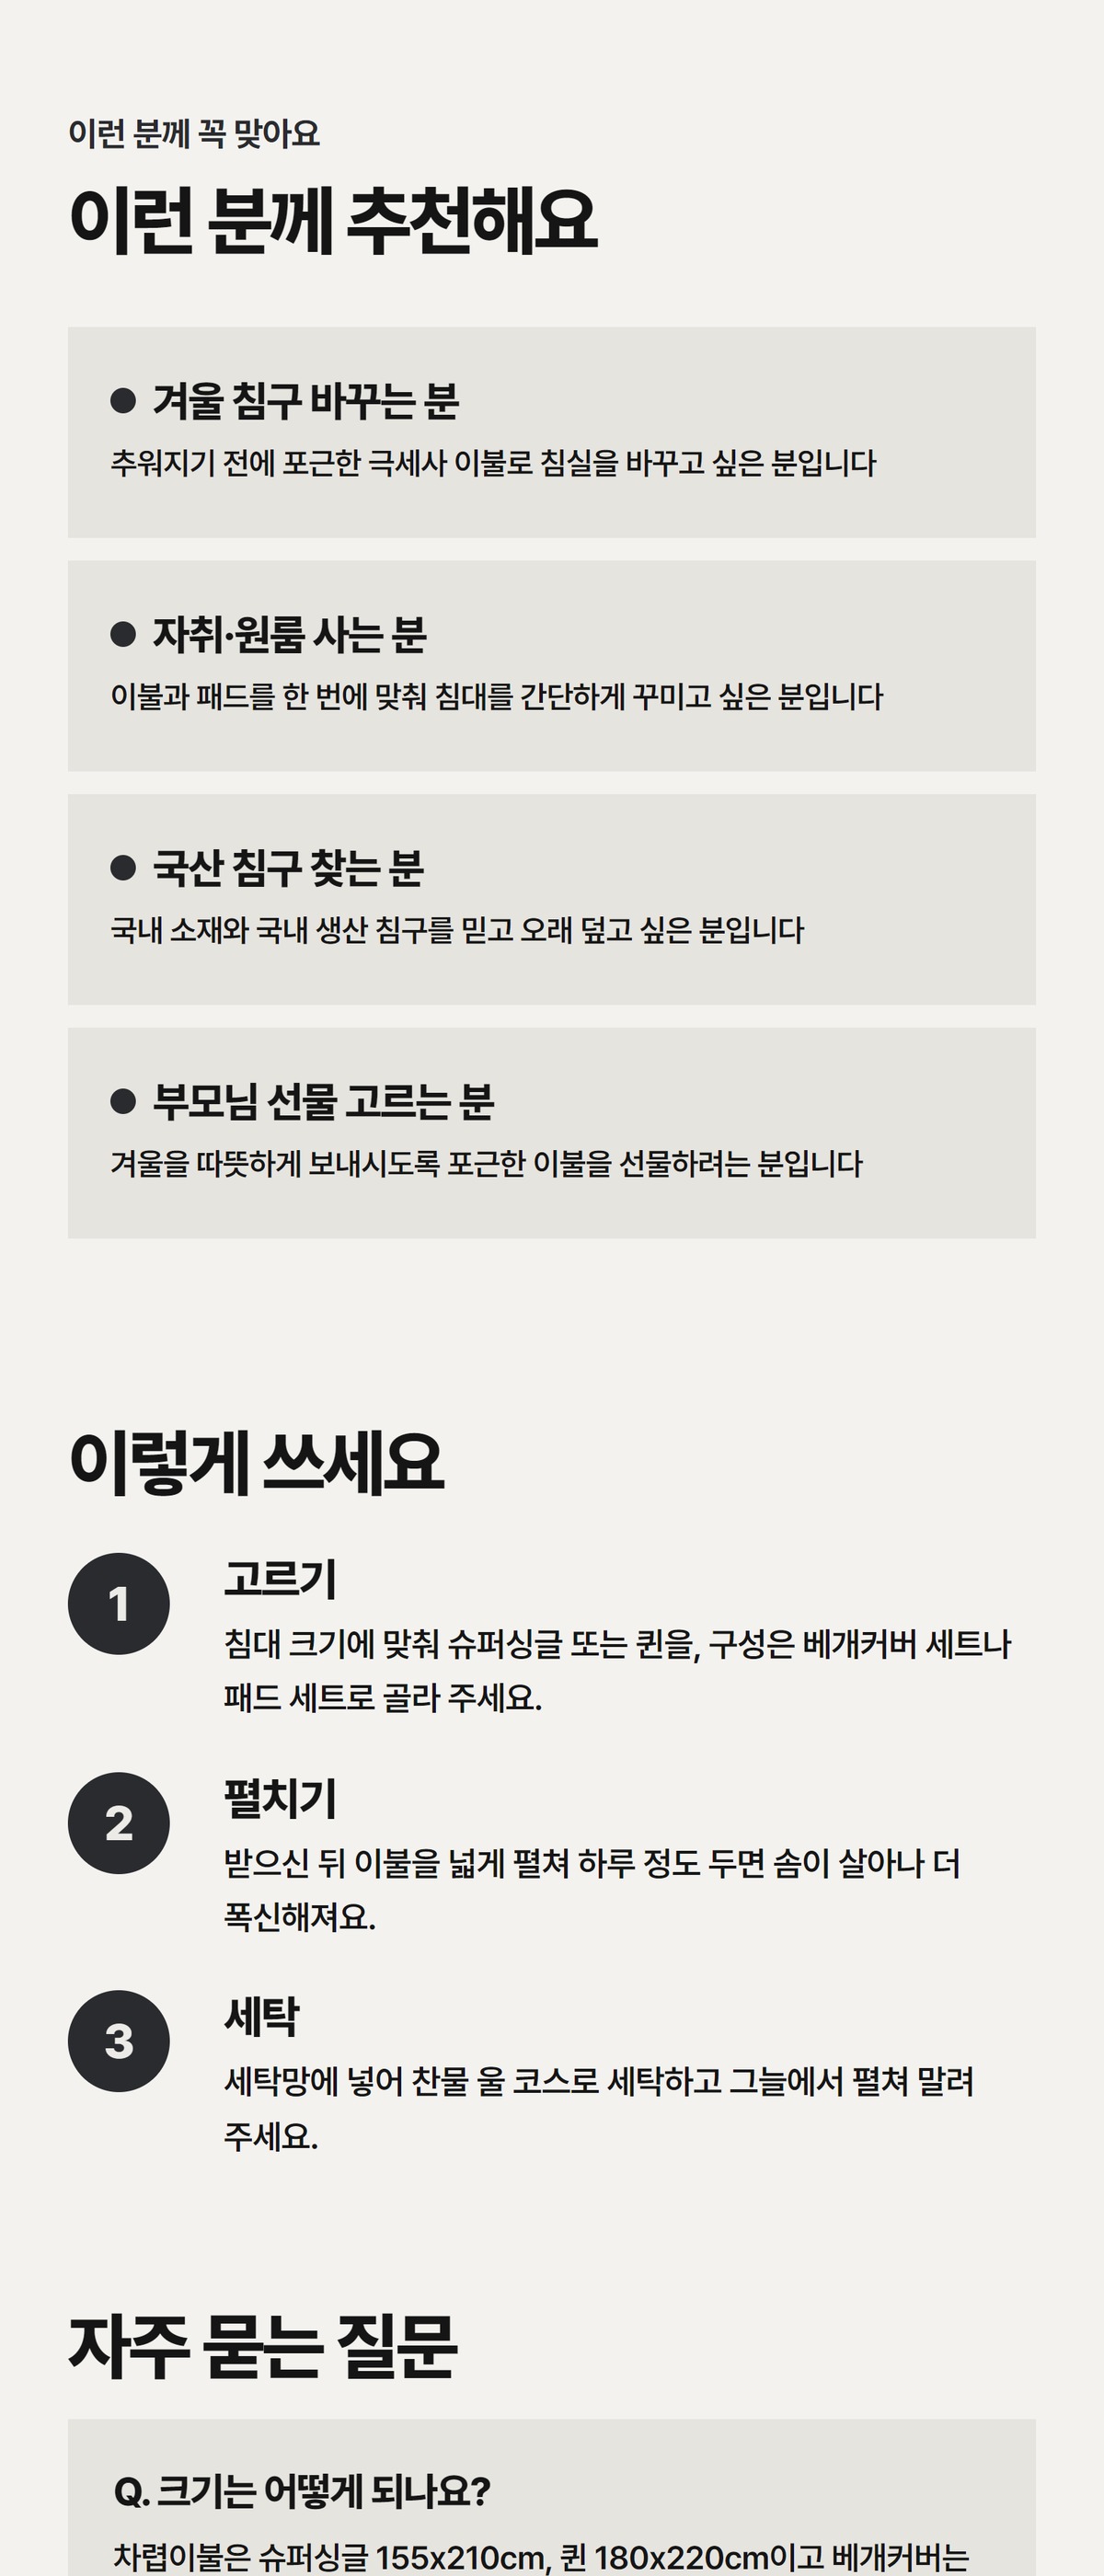 이런 분께 꼭 맞아요
이런 분께 추천해요
겨울 침구 바꾸는 분
추워지기 전에 포근한 극세사 이불로 침실을 바꾸고 싶은 분입니다
자취·원룸 사는 분
이불과 패드를 한 번에 맞춰 침대를 간단하게 꾸미고 싶은 분입니다
국산 침구 찾는 분
국내 소재와 국내 생산 침구를 믿고 오래 덮고 싶은 분입니다
부모님 선물 고르는 분
겨울을 따뜻하게 보내시도록 포근한 이불을 선물하려는 분입니다
이렇게 쓰세요
1
고르기
침대 크기에 맞춰 슈퍼싱글 또는 퀸을, 구성은 베개커버 세트나
패드 세트로 골라 주세요.
2
펼치기
받으신 뒤 이불을 넓게 펼쳐 하루 정도 두면 솜이 살아나 더
폭신해져요.
3
세탁
세탁망에 넣어 찬물 울 코스로 세탁하고 그늘에서 펼쳐 말려
주세요.
자주 묻는 질문
Q. 크기는 어떻게 되나요?
차렵이불은 슈퍼싱글 155x210cm, 퀸 180x220cm이고 베개커버는